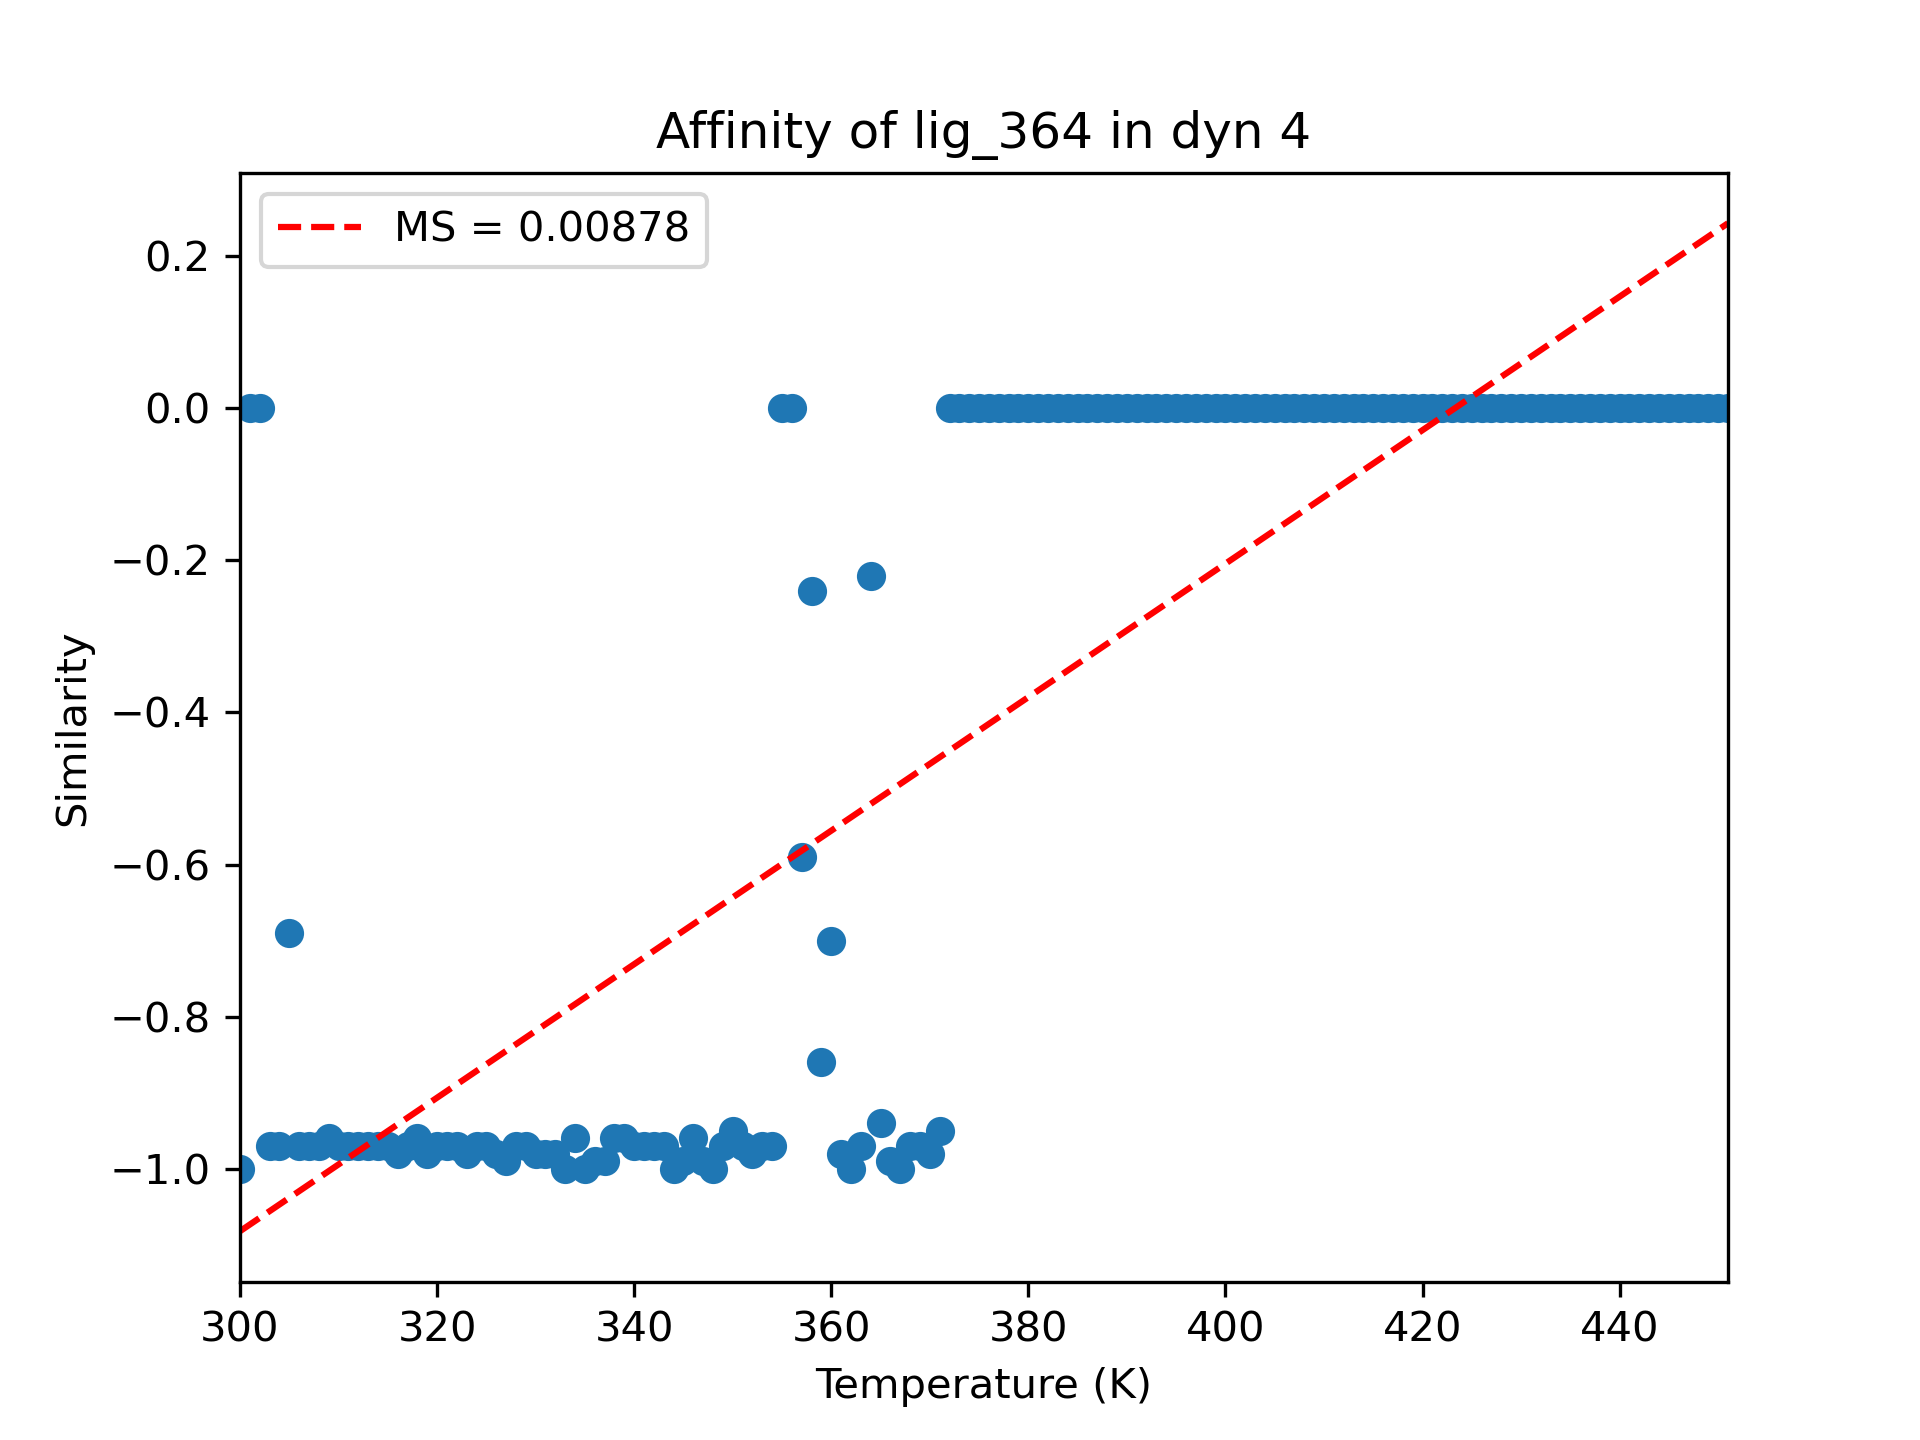 Affinity of lig_364 in dyn 4
MS = 0.00878
0.2
0.0
−0.2
−0.4
−0.6
−0.8
−1.0
Similarity
300 320 340 360 380 400 420 440
Temperature (K)